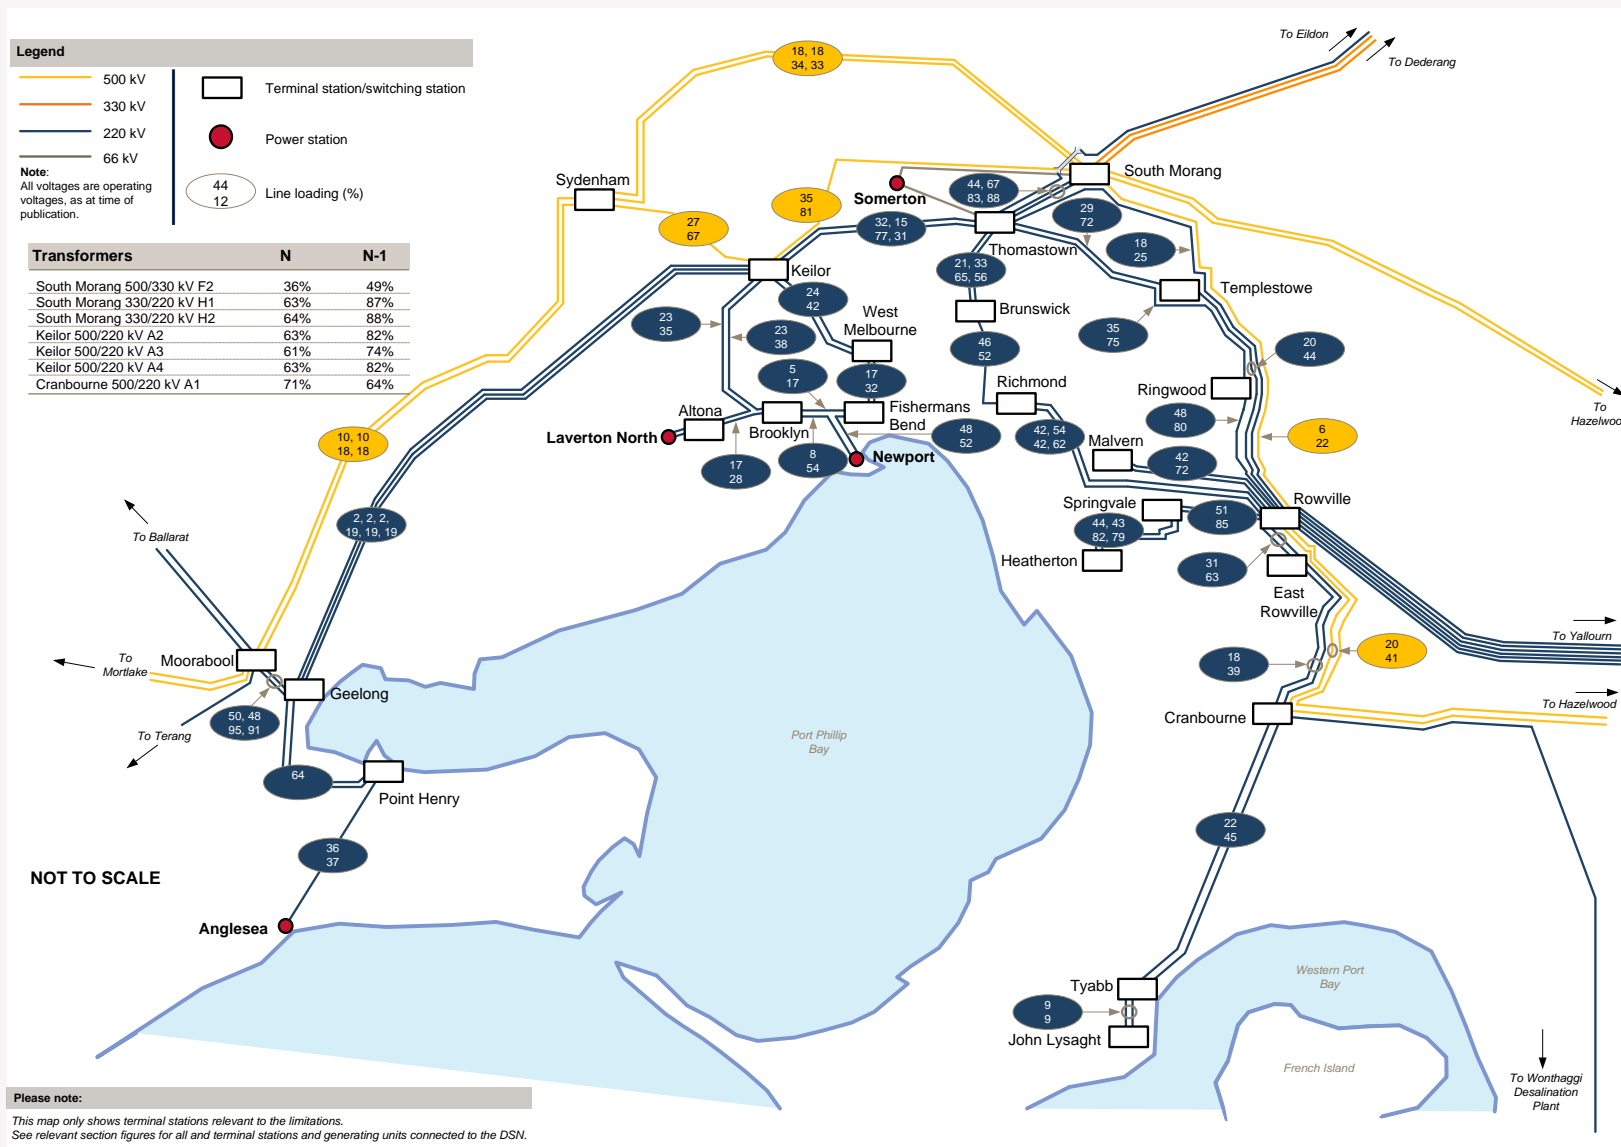 Legend
500 kV
330 kV
220 kV
66 kV
Note:
All voltages are operating
voltages, as at time of
publication.
Terminal station/switching station
Power station
44
12
Line loading (%)
Transformers N N-1
South Morang 500/330 kV F2 36% 49%
South Morang 330/220 kV H1 63% 87%
South Morang 330/220 kV H2 64% 88%
Keilor 500/220 kV A2 63% 82%
Keilor 500/220 kV A3 61% 74%
Keilor 500/220 kV A4 63% 82%
Cranbourne 500/220 kV A1 71% 64%
18, 18
34, 33
To Eildon
To Dederang
South Morang
Sydenham
Somerton
44, 67
83, 88
35
81
27
67
32, 15
77, 31
29
72
Thomastown
18
25
Keilor
21, 33
65, 56
Templestowe
24
42
Brunswick
West
Melbourne
23
35
23
38
35
75
20
44
46
52
5
17
17
32
Richmond
Ringwood
To
Hazelwoo
Altona
Brooklyn
Fishermans
Bend
48
80
6
22
Laverton North
48
52
42, 54
42, 62
Malvern
10, 10
18, 18
17
28
8
54
Newport
42
72
Springvale
Rowville
2, 2, 2,
19, 19, 19
44, 43
82, 79
51
85
To Ballarat
Heatherton
31
63
East
Rowville
To Yallourn
To
Mortlake
Moorabool
20
41
18
39
Geelong
To Hazelwood
50, 48
95, 91
Cranbourne
To Terang
Port Phillip
Bay
64
Point Henry
22
45
36
37
NOT TO SCALE
Anglesea
Western Port
Bay
Tyabb
9
9
John Lysaght
French Island
To Wonthaggi
Desalination
Plant
Please note:
This map only shows terminal stations relevant to the limitations.
See relevant section figures for all and terminal stations and generating units connected to the DSN.